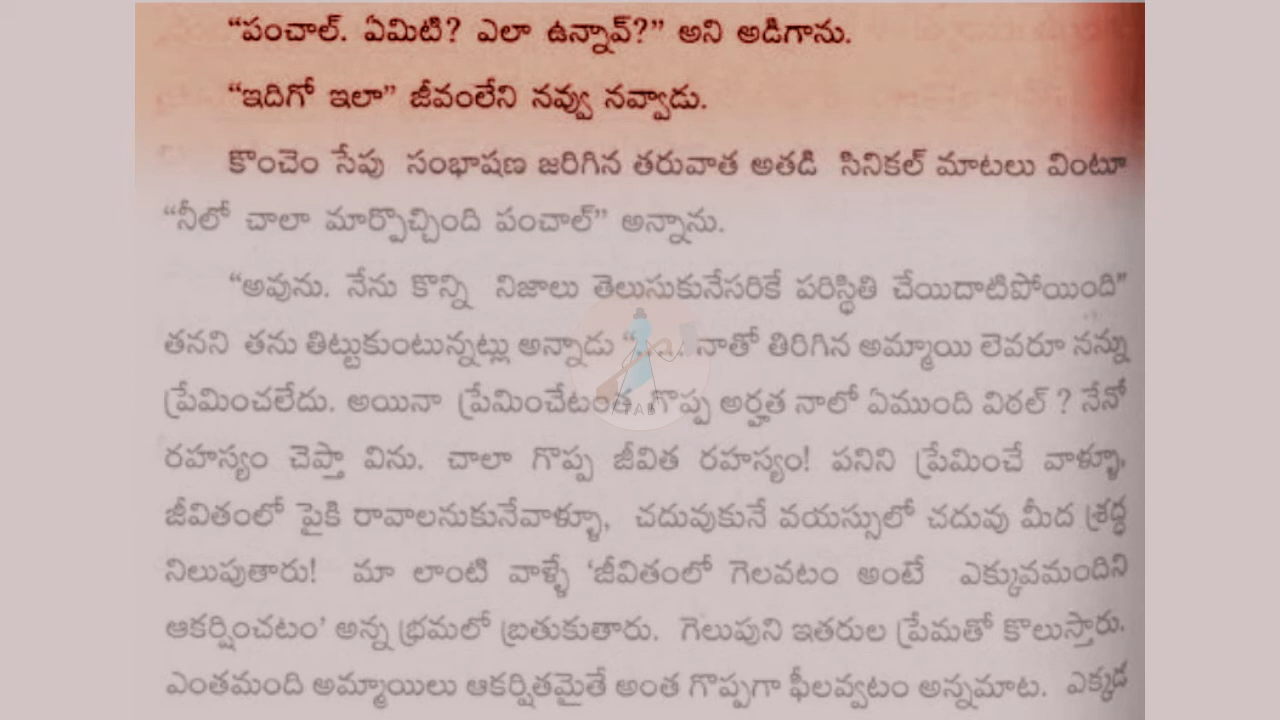 “పంచాల్. ఏమిటి? ఎలా ఉన్నావ్?” అని అడిగాను.
“ఇదిగో ఇలా” జీవంలేని నవ్వు నవ్వాడు.
కొంచెం సేపు సంభాషణ జరిగిన తరువాత అతడి సినికల్ మాటలు వింటూ
“నీలో చాలా మార్పొచ్చింది పంచాల్” అన్నాను.
“అవును. నేను కొన్ని నిజాలు తెలుసుకునేసరికే పరిస్థితి చేయిదాటిపోయింది”
తనని తను తిట్టుకుంటున్నట్లు అన్నాడు “.... నాతో తిరిగిన అమ్మాయి లెవరూ నన్ను
ప్రేమించలేదు. అయినా ప్రేమించేటంత గొప్ప అర్హత నాలో ఏముంది విఠల్ ? నేనో
రహస్యం చెప్తా విను. చాలా గొప్ప జీవిత రహస్యం! పనిని ప్రేమించే వాళ్ళూ,
జీవితంలో పైకి రావాలనుకునేవాళ్ళూ, చదువుకునే వయస్సులో చదువు మీద శ్రద్ధ
నిలుపుతారు! మా లాంటి వాళ్ళే ‘జీవితంలో గెలవటం అంటే ఎక్కువమందిని
ఆకర్షించటం’ అన్న భ్రమలో బ్రతుకుతారు. గెలుపుని ఇతరుల ప్రేమతో కొలుస్తారు.
ఎంతమంది అమ్మాయిలు ఆకర్షితమైతే అంత గొప్పగా ఫీలవ్వటం అన్నమాట. ఎక్కడ
TAL